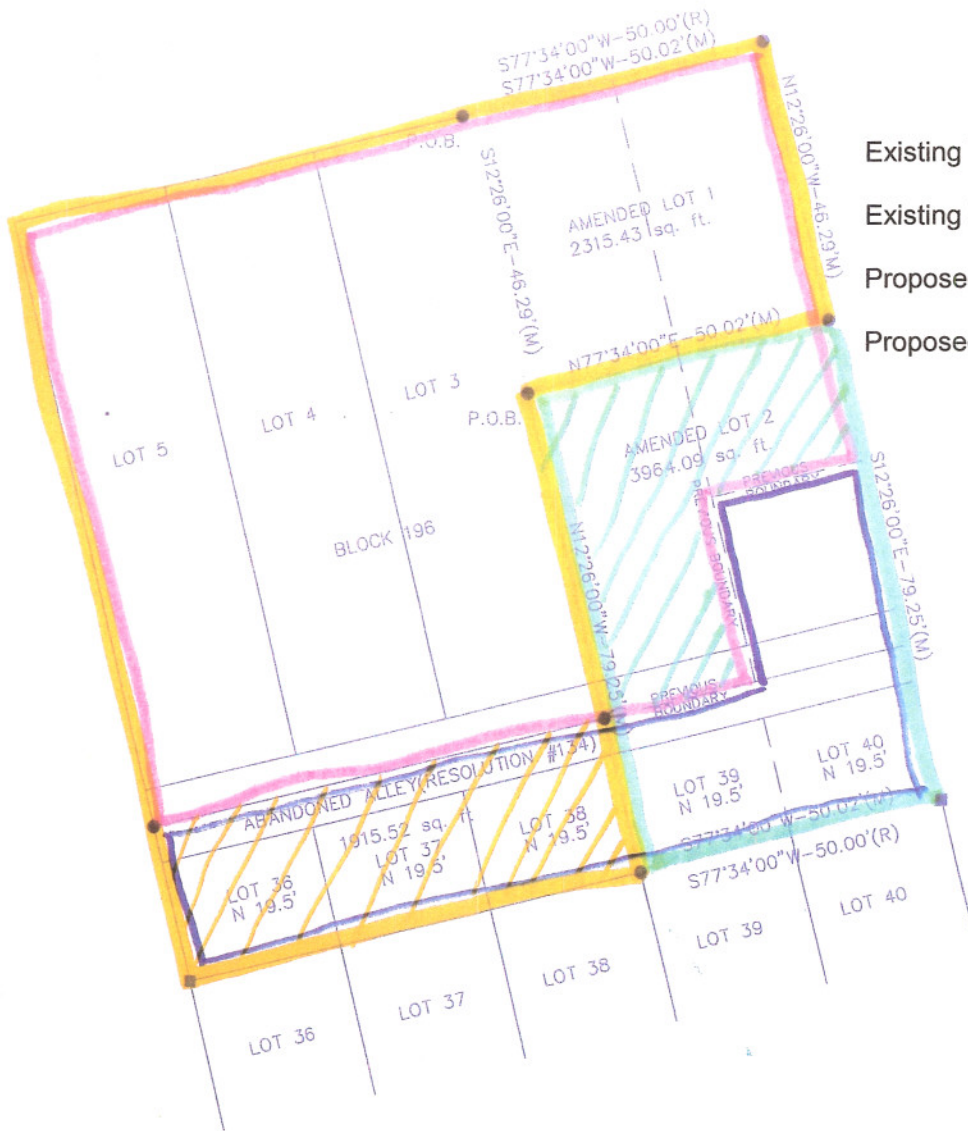 S77°34'00"W-50.00'(R)
S77°34'00"W-50.02'(M)
N12°26'00"W-46.29'(M)
P.O.B.
S12°26'00"E-46.29'(M)
AMENDED LOT 1
2315.43 sq. ft.
Existing
Existing
Propose
Propose
N77°34'00"E-50.02'(M)
LOT 5
LOT 4
LOT 3
P.O.B.
AMENDED LOT 2
3964.09 sq. ft.
PREVIOUS
BOUNDARY
PREVIOUS BOUNDARY
S12°26'00"E-79.25'(M)
BLOCK 196
N12°26'00"W-79.25'(M)
PREVIOUS
BOUNDARY
ABANDONED ALLEY(RESOLUTION #134)
1915.52 sq. ft
LOT 36
N 19.5'
LOT 37
N 19.5'
LOT 38
N 19.5'
LOT 39
N 19.5'
LOT 40
N 19.5'
S77°34'00"W-50.02'(M)
S77°34'00"W-50.00'(R)
LOT 36
LOT 37
LOT 38
LOT 39
LOT 40